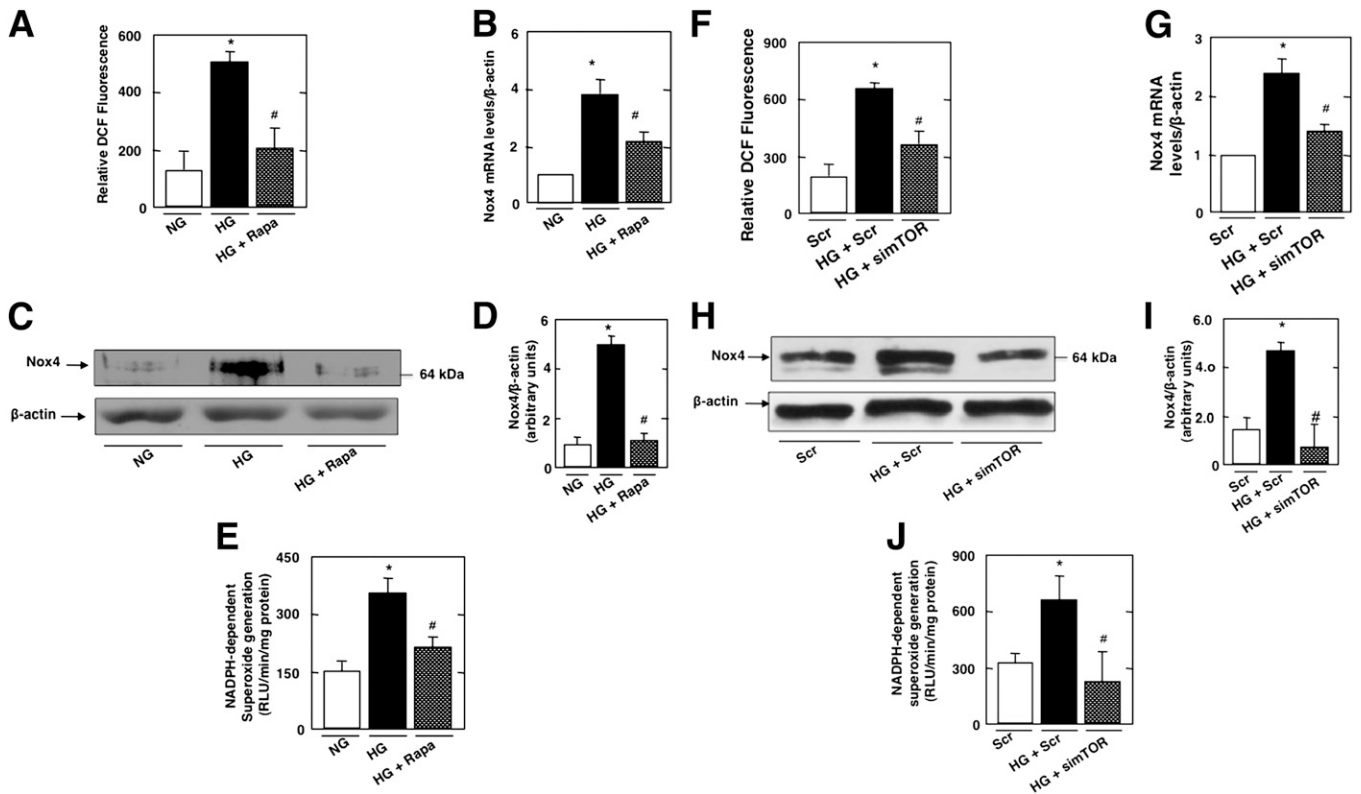 A
Relative DCF Fluorescence
600
400
200
0
*
#
NG
HG
HG + Rapa
B
Nox4 mRNA levels/β-actin
6
4
2
0
*
#
NG
HG
HG + Rapa
F
Relative DCF Fluorescence
900
600
300
0
*
#
Scr
HG + Scr
HG + simTOR
G
Nox4 mRNA
levels/β-actin
3
2
1
0
*
#
Scr
HG + Scr
HG + simTOR
C
Nox4
64 kDa
β-actin
NG
HG
HG + Rapa
D
Nox4/β-actin
(arbitrary units)
6
4
2
0
*
#
NG
HG
HG + Rapa
H
Nox4
64 kDa
β-actin
Scr
HG + Scr
HG + simTOR
I
Nox4/β-actin
(arbitrary units)
6.0
4.0
2.0
0
*
#
Scr
HG + Scr
HG + simTOR
E
NADPH-dependent
Superoxide generation
(RLU/min/mg protein)
450
300
150
0
*
#
NG
HG
HG + Rapa
J
NADPH-dependent
superoxide generation
(RLU/min/mg protein)
900
600
300
0
*
#
Scr
HG + Scr
HG + simTOR